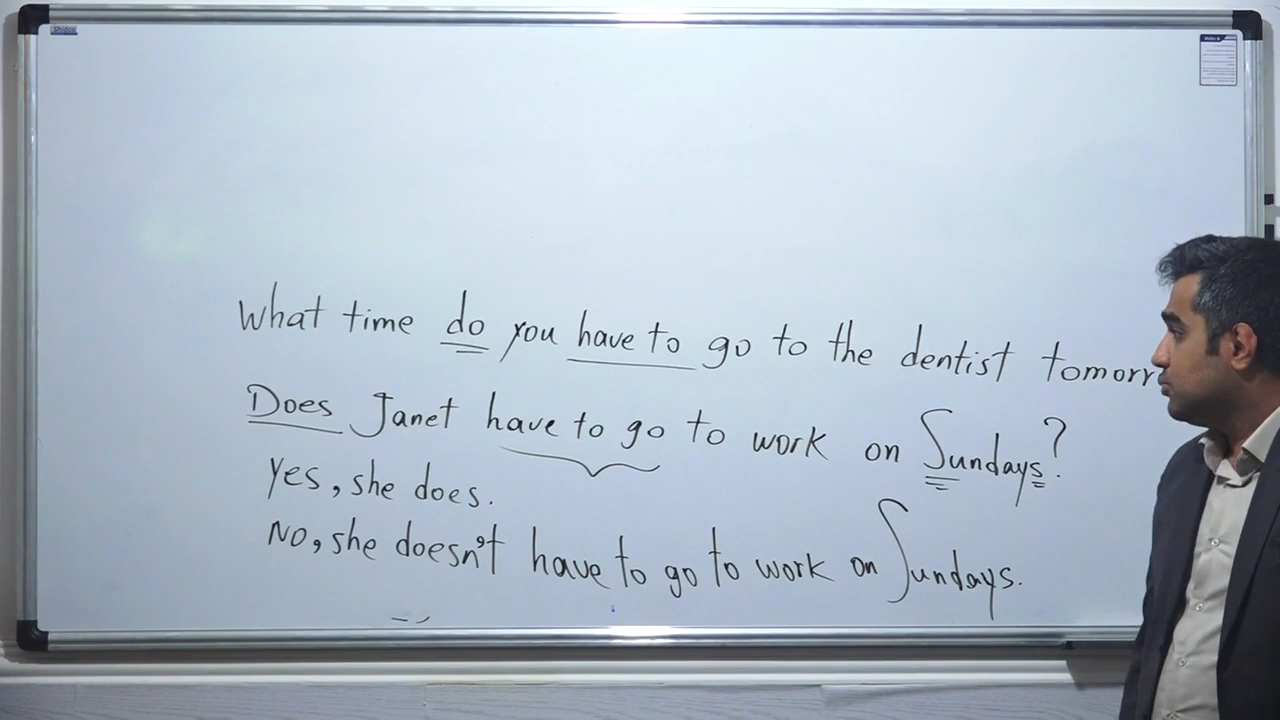 What time do you have to go to the dentist tomorr
Does Janet have to go to work on Sundays?
Yes, she does.
No, she doesn't have to go to work on Sundays.